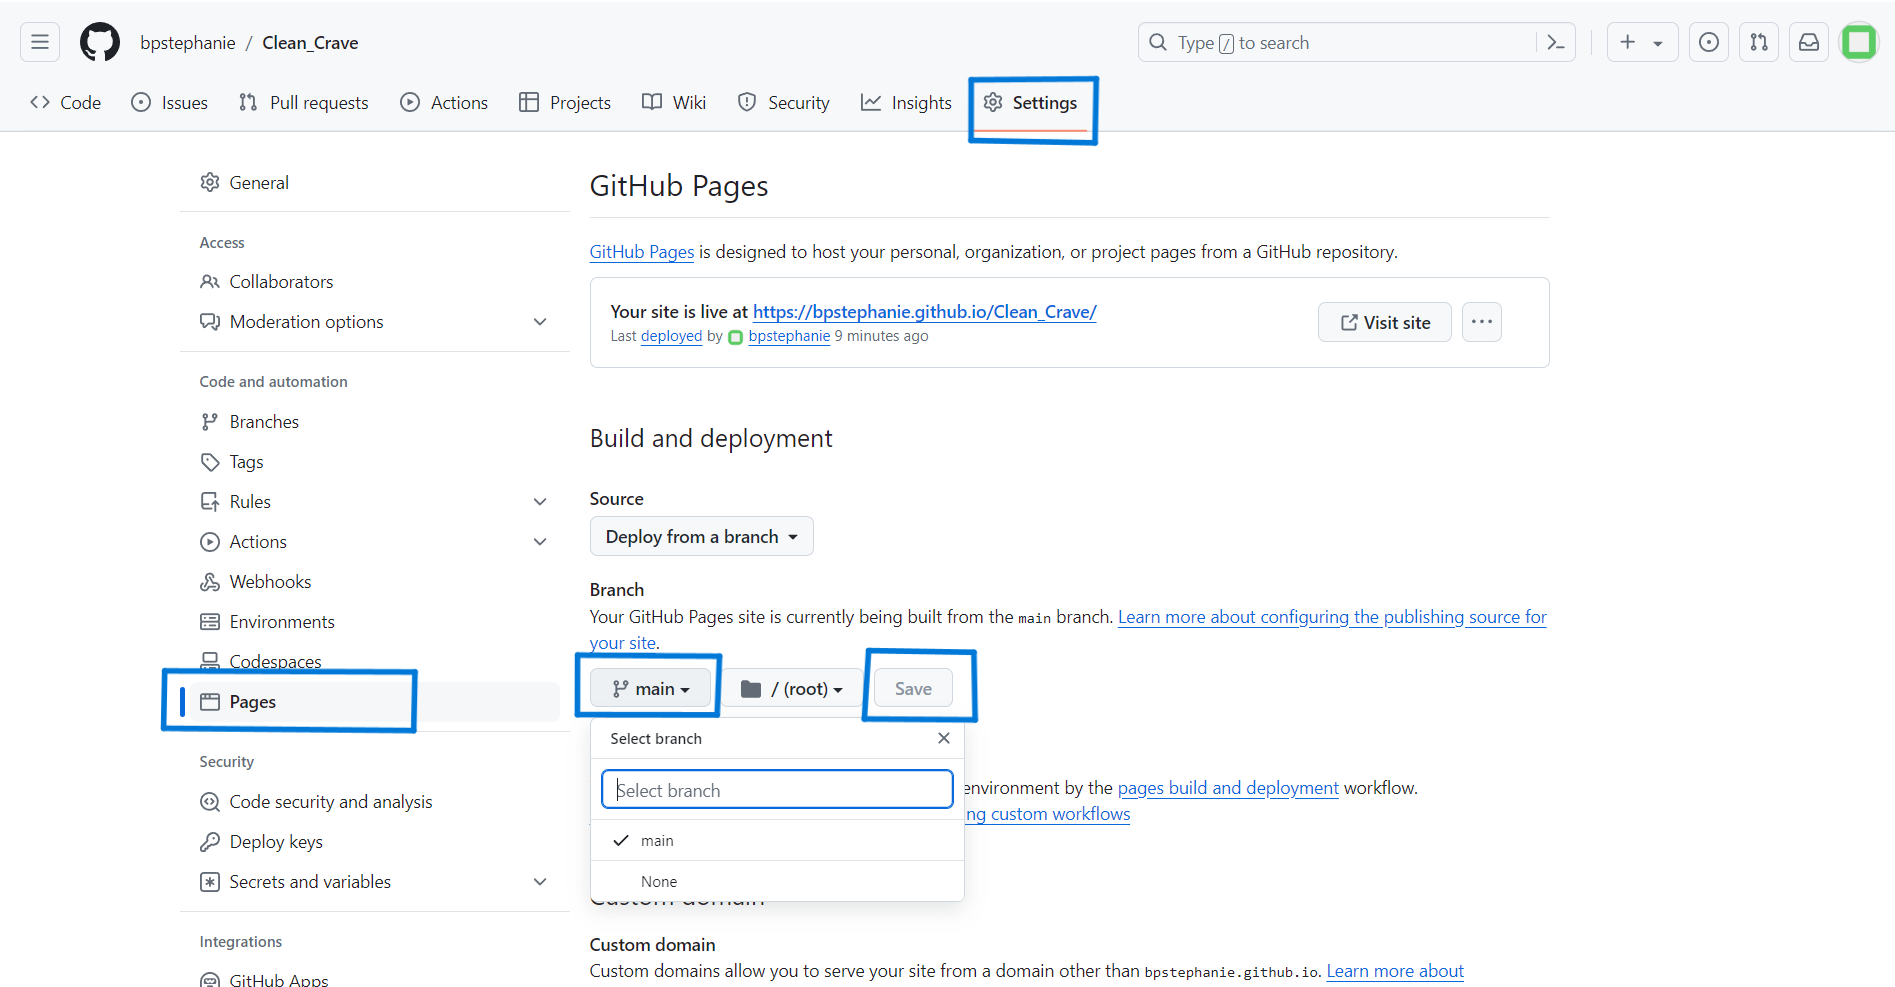 bpstephanie / Clean_Crave
Type / to search
Code Issues Pull requests Actions Projects Wiki Security Insights Settings
General
Access
Collaborators
Moderation options
Code and automation
Branches
Tags
Rules
Actions
Webhooks
Environments
Codespaces
Pages
Security
Code security and analysis
Deploy keys
Secrets and variables
Integrations
GitHub Apps
GitHub Pages
GitHub Pages is designed to host your personal, organization, or project pages from a GitHub repository.
Your site is live at https://bpstephanie.github.io/Clean_Crave/
Last deployed by bpstephanie 9 minutes ago
Visit site
Build and deployment
Source
Deploy from a branch
Branch
Your GitHub Pages site is currently being built from the main branch. Learn more about configuring the publishing source for
your site.
main / (root) Save
Select branch
Select branch
main
None
environment by the pages build and deployment workflow.
ng custom workflows
Custom domain
Custom domain
Custom domains allow you to serve your site from a domain other than bpstephanie.github.io. Learn more about